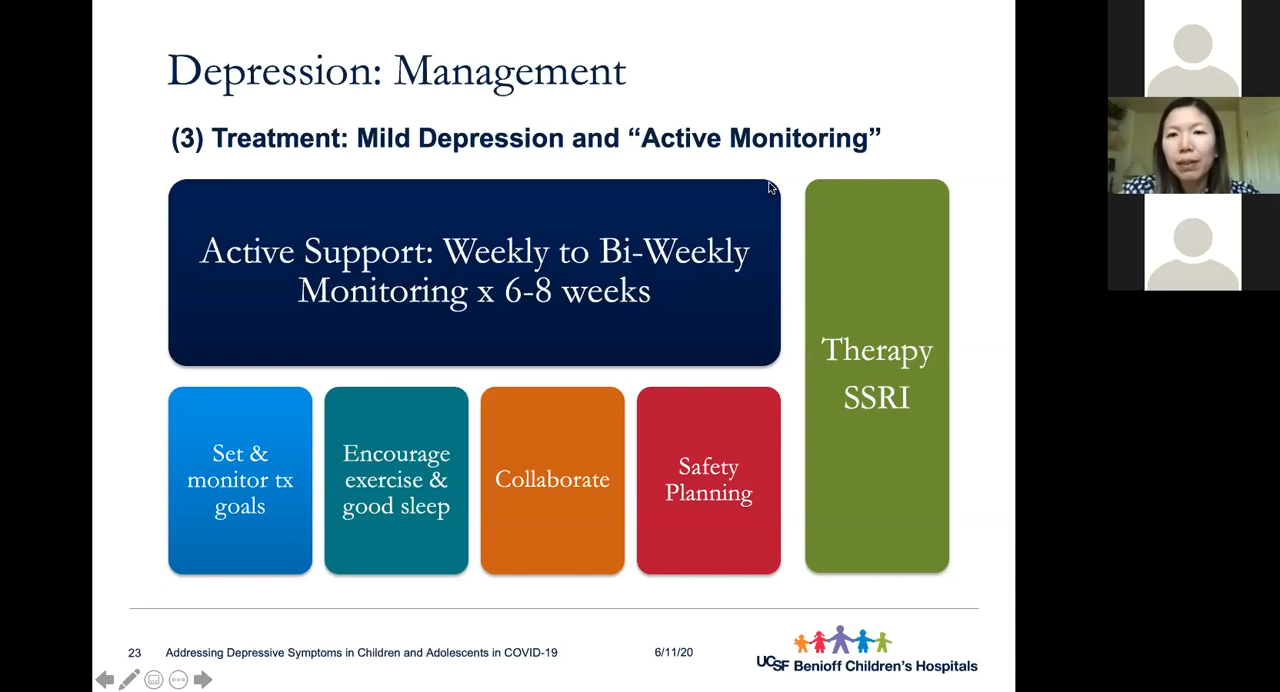 Depression: Management
(3) Treatment: Mild Depression and “Active Monitoring”
Active Support: Weekly to Bi-Weekly
Monitoring x 6-8 weeks
Therapy
SSRI
Set &
monitor tx
goals
Encourage
exercise &
good sleep
Collaborate
Safety
Planning
23
Addressing Depressive Symptoms in Children and Adolescents in COVID-19
6/11/20
UCSF Benioff Children’s Hospitals